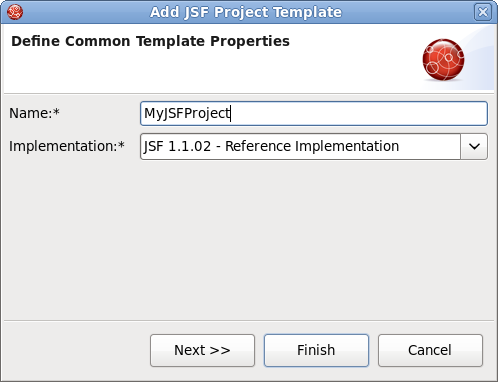 Add JSF Project Template
Define Common Template Properties
Name:* MyJSFProject
Implementation:* JSF 1.1.02 - Reference Implementation
Next >> Finish Cancel